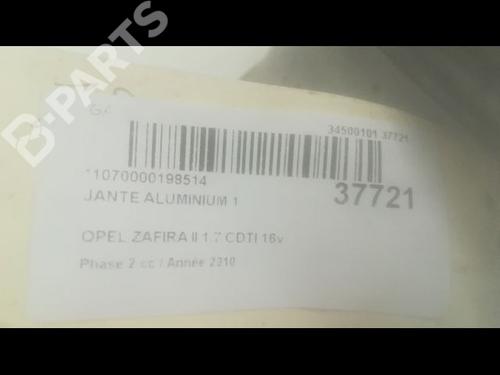 B-PARTS
34500101 37721
11070000198514
JANTE ALUMINIUM 1
37721
OPEL ZAFIRA II 1.7 CDTI 16v
Phase 2 cc / Année 2010